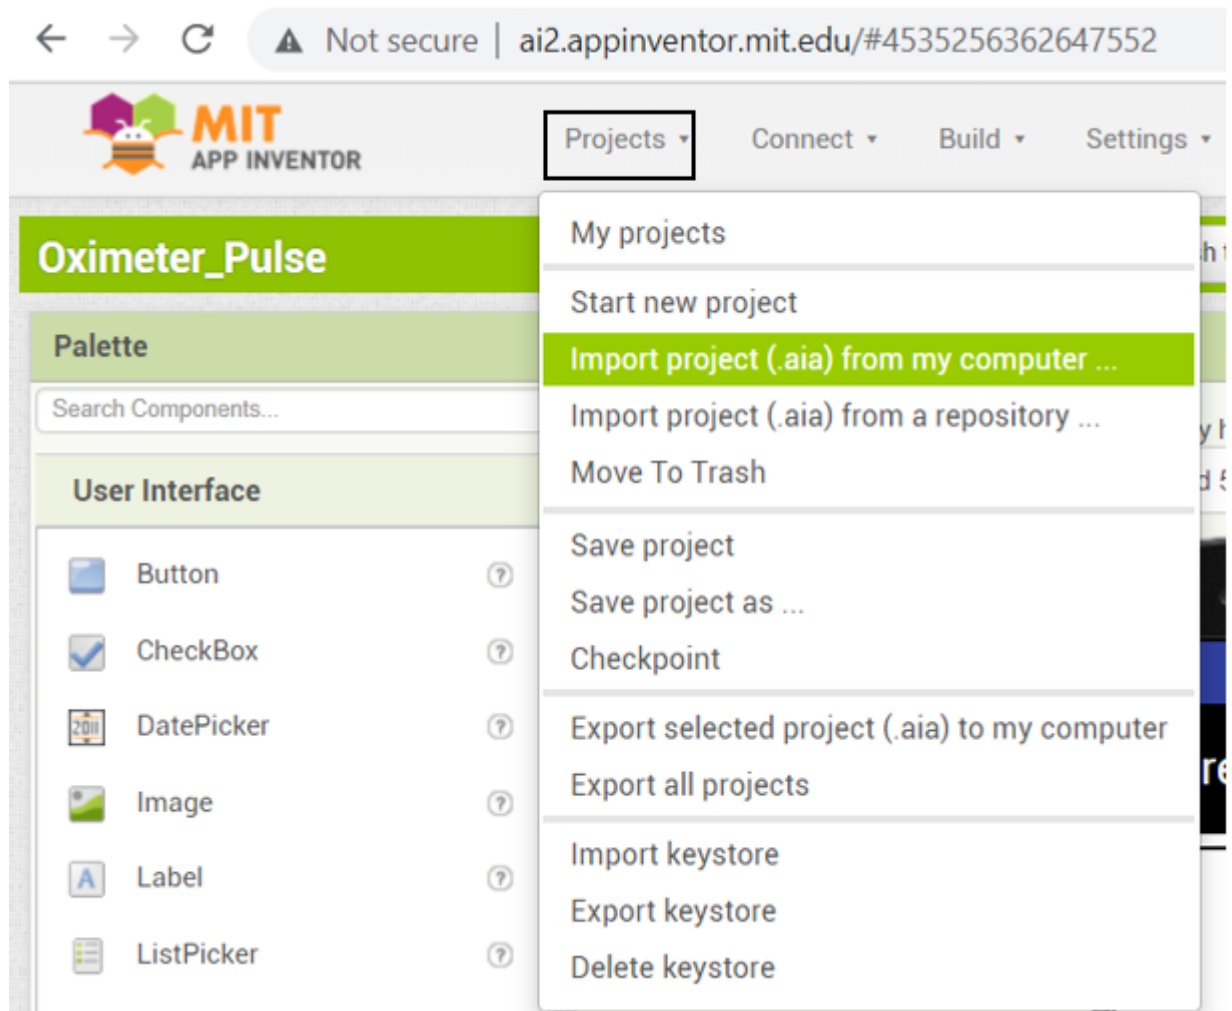 Not secure | ai2.appinventor.mit.edu/#4535256362647552
MIT
APP INVENTOR
Projects Connect Build Settings
Oximeter_Pulse
Palette
Search Components...
User Interface
Button
CheckBox
DatePicker
Image
Label
ListPicker
My projects
Start new project
Import project (.aia) from my computer ...
Import project (.aia) from a repository ...
Move To Trash
Save project
Save project as ...
Checkpoint
Export selected project (.aia) to my computer
Export all projects
Import keystore
Export keystore
Delete keystore